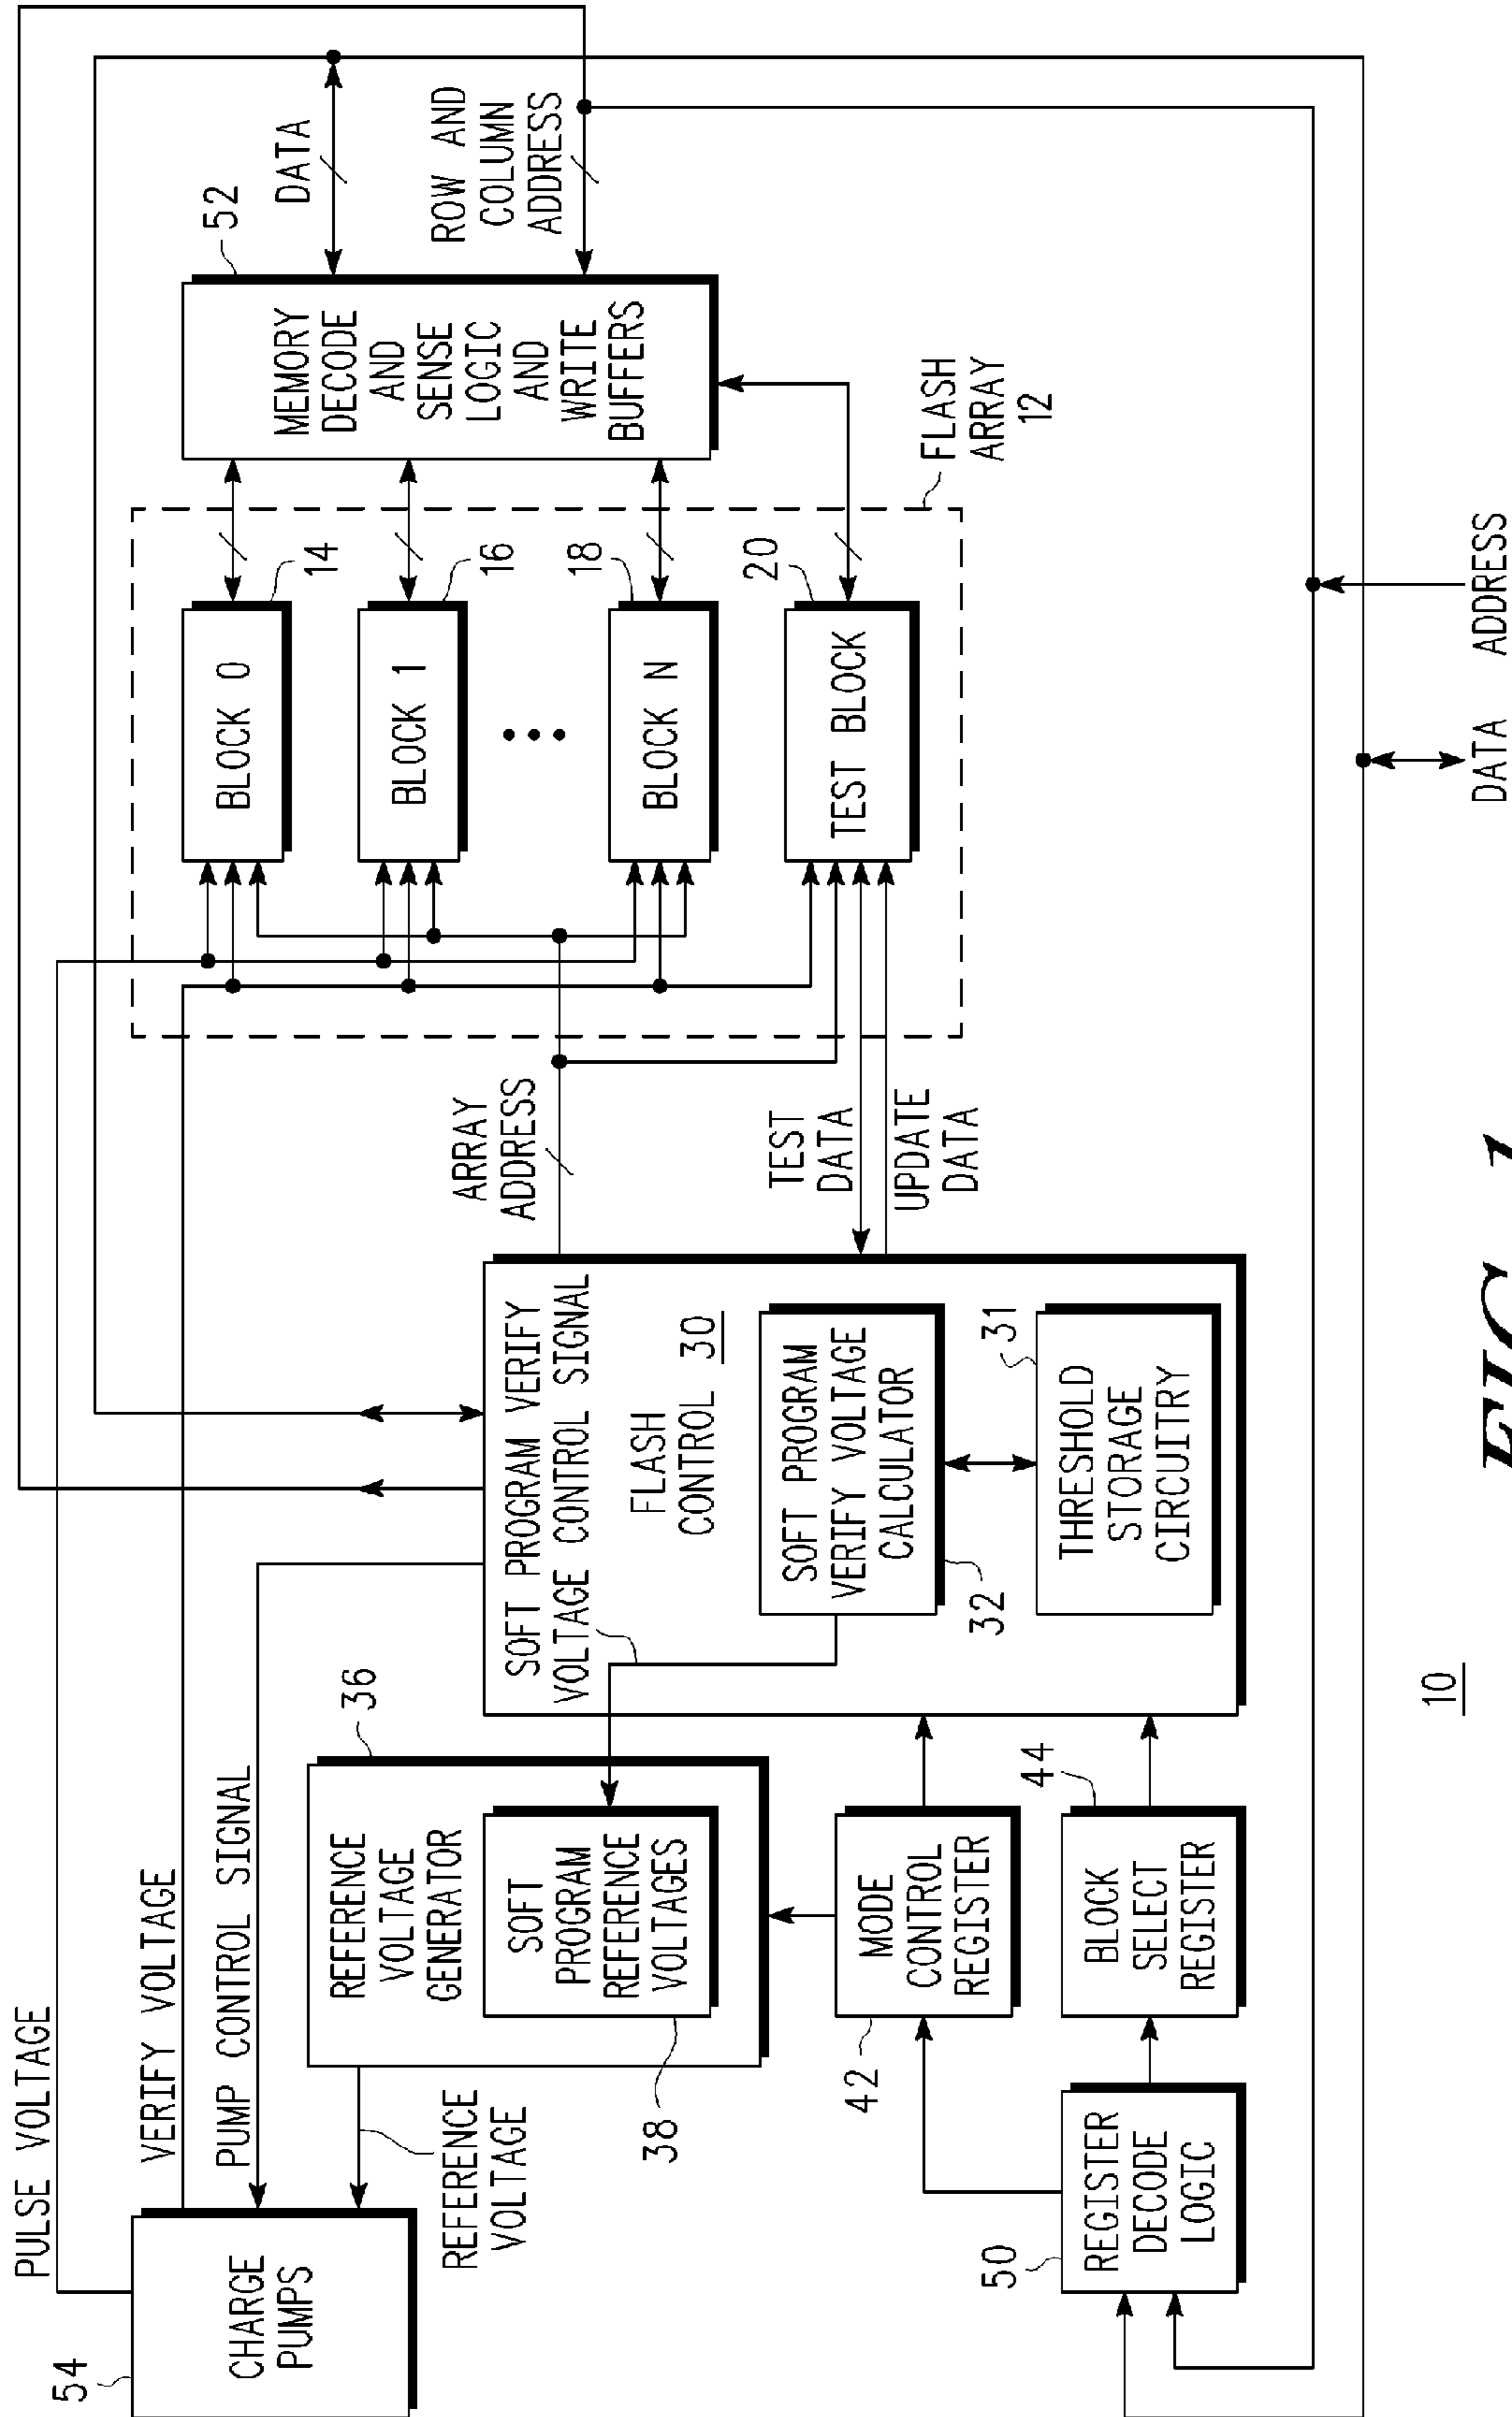 PULSE VOLTAGE
VERIFY VOLTAGE
PUMP CONTROL SIGNAL
54
CHARGE
PUMPS
REFERENCE
VOLTAGE
36
REFERENCE
VOLTAGE
GENERATOR
SOFT
PROGRAM
REFERENCE
VOLTAGES
38
SOFT PROGRAM VERIFY
VOLTAGE CONTROL SIGNAL
FLASH
CONTROL 30
SOFT PROGRAM
VERIFY VOLTAGE
CALCULATOR
32
31
THRESHOLD
STORAGE
CIRCUITRY
42
MODE
CONTROL
REGISTER
44
BLOCK
SELECT
REGISTER
50
REGISTER
DECODE
LOGIC
ARRAY
ADDRESS
TEST
DATA
UPDATE
DATA
BLOCK 0
14
BLOCK 1
16
BLOCK N
18
TEST BLOCK
20
FLASH
ARRAY
12
52
MEMORY
DECODE
AND
SENSE
LOGIC
AND
WRITE
BUFFERS
DATA
ROW AND
COLUMN
ADDRESS
DATA
ADDRESS
10
FIG. 1